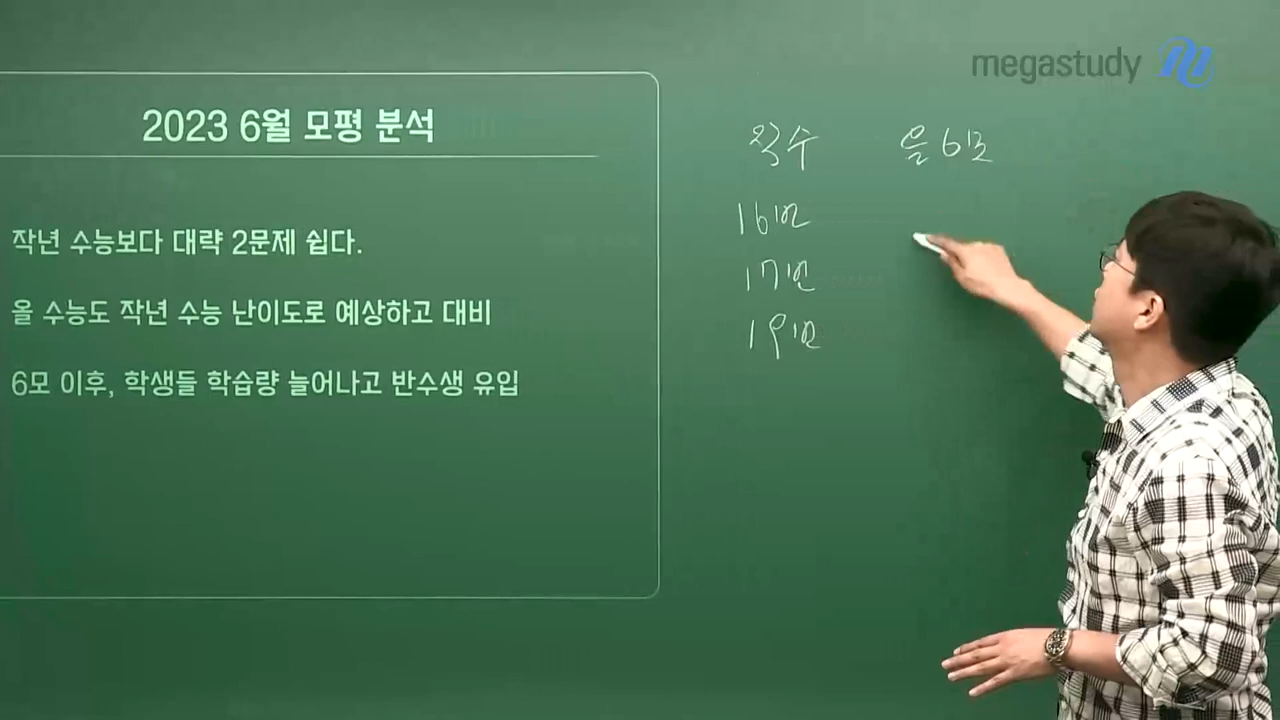 megastudy
2023 6월 모평 분석
작년 수능보다 대략 2문제 쉽다.
올 수능도 작년 수능 난이도로 예상하고 대비
6모 이후, 학생들 학습량 늘어나고 반수생 유입
작수 올6모
16번
17번
19번